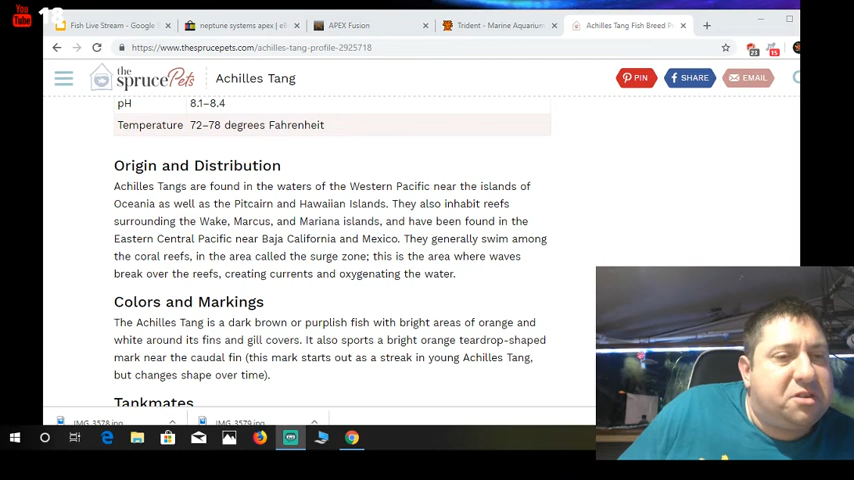 You Tube 18
Fish Live Stream - Google
neptune systems apex | eB
APEX Fusion
Trident - Marine Aquarium
Achilles Tang Fish Breed P
https://www.thesprucepets.com/achilles-tang-profile-2925718
the sprucePets
Achilles Tang
PIN
SHARE
EMAIL
pH 8.1–8.4
Temperature 72–78 degrees Fahrenheit
Origin and Distribution
Achilles Tangs are found in the waters of the Western Pacific near the islands of
Oceania as well as the Pitcairn and Hawaiian Islands. They also inhabit reefs
surrounding the Wake, Marcus, and Mariana islands, and have been found in the
Eastern Central Pacific near Baja California and Mexico. They generally swim among
the coral reefs, in the area called the surge zone; this is the area where waves
break over the reefs, creating currents and oxygenating the water.
Colors and Markings
The Achilles Tang is a dark brown or purplish fish with bright areas of orange and
white around its fins and gill covers. It also sports a bright orange teardrop-shaped
mark near the caudal fin (this mark starts out as a streak in young Achilles Tang,
but changes shape over time).
Tankmates
IMG_3578.jpg
IMG_3579.jpg